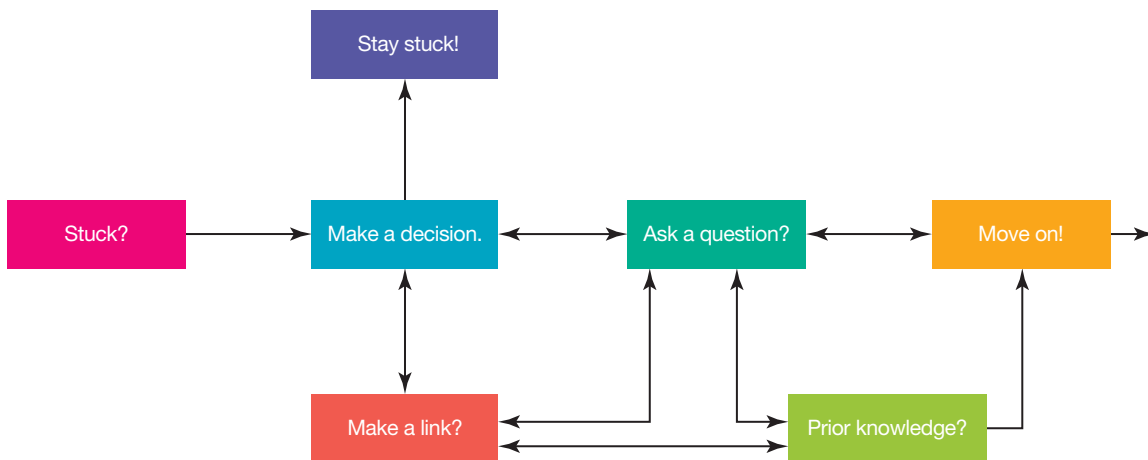 Stay stuck!
Stuck?
Make a decision.
Ask a question?
Move on!
Make a link?
Prior knowledge?